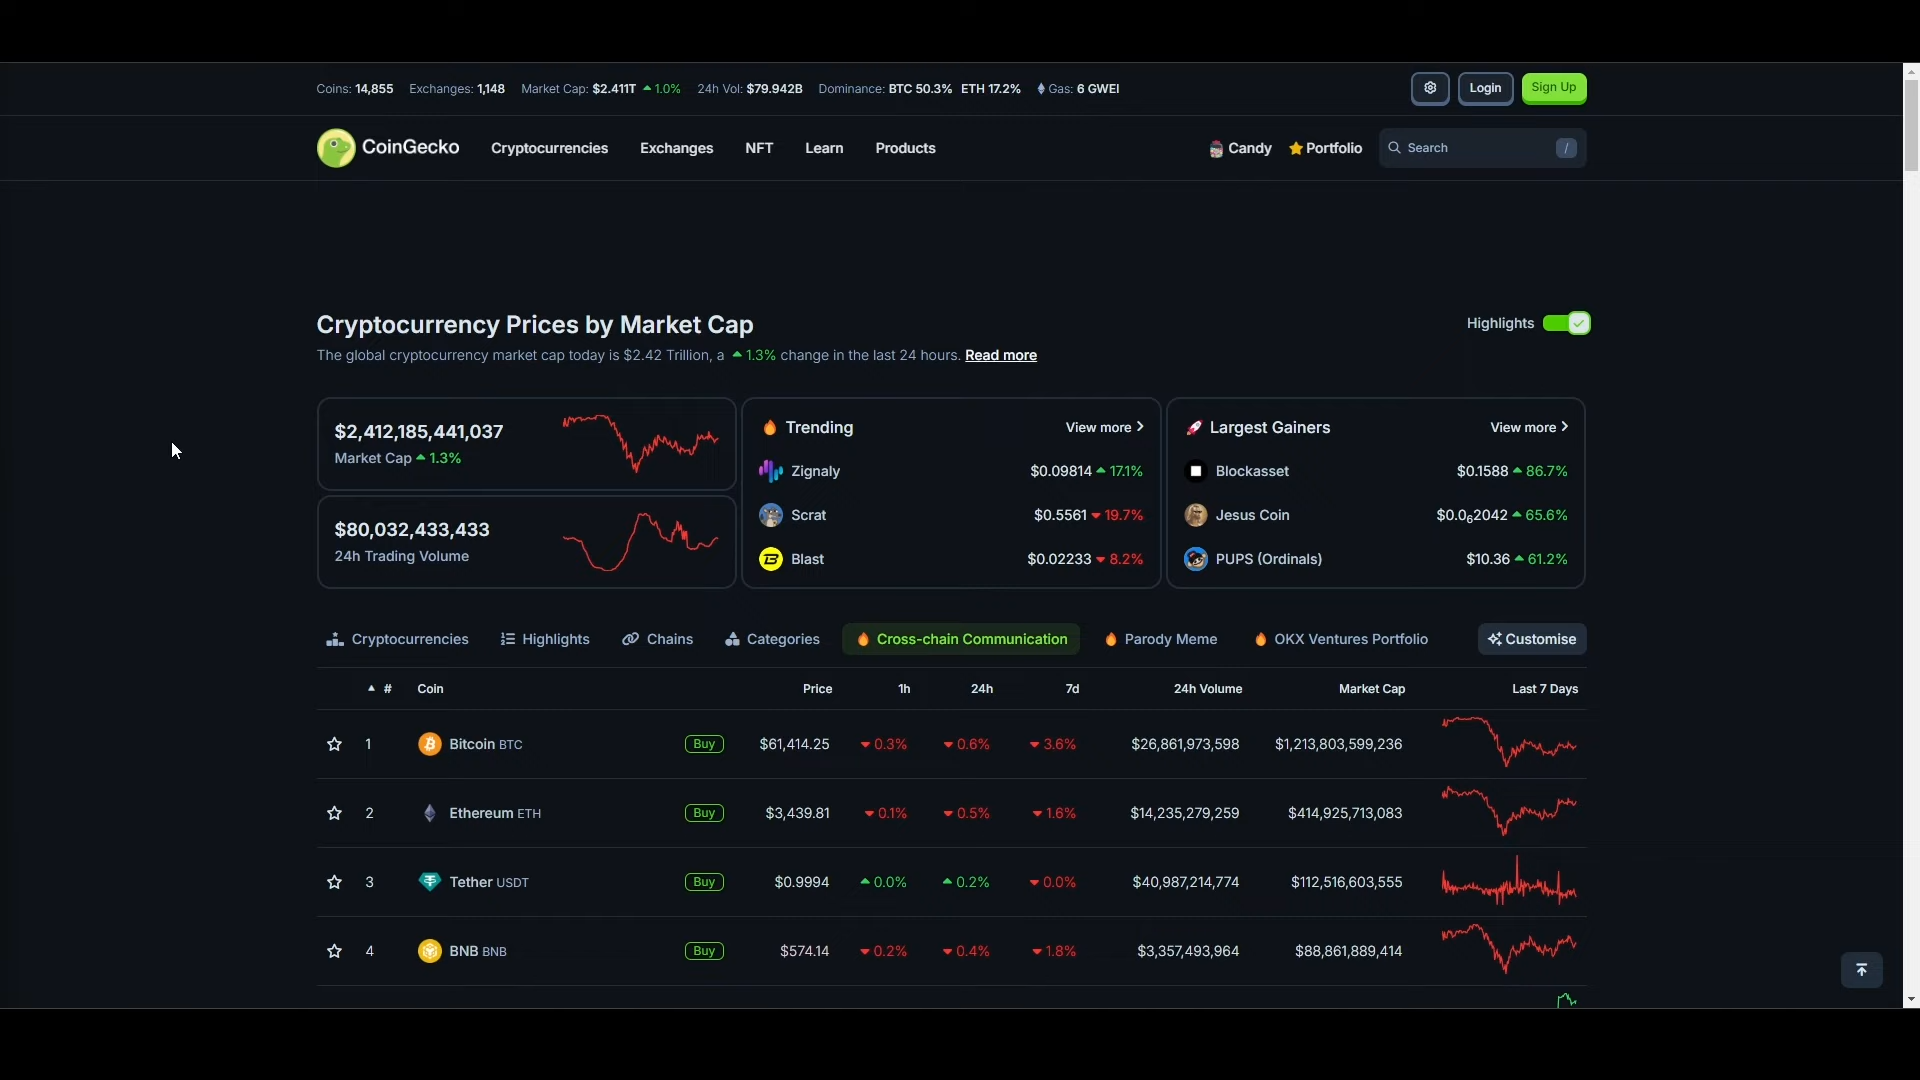 Coins: 14,855 Exchanges: 1,148 Market Cap: $2.411T 1.0% 24h Vol: $79.942B Dominance: BTC 50.3% ETH 17.2% Gas: 6 GWEI Login Sign Up
CoinGecko Cryptocurrencies Exchanges NFT Learn Products Candy Portfolio Search /
Cryptocurrency Prices by Market Cap Highlights
The global cryptocurrency market cap today is $2.42 Trillion, a 1.3% change in the last 24 hours. Read more
$2,412,185,441,037
Market Cap 1.3%
$80,032,433,433
24h Trading Volume
Trending View more
Zignaly $0.09814 17.1%
Scrat $0.5561 19.7%
Blast $0.02233 8.2%
Largest Gainers View more
Blockasset $0.1588 86.7%
Jesus Coin $0.0₆2042 65.6%
PUPS (Ordinals) $10.36 61.2%
Cryptocurrencies Highlights Chains Categories Cross-chain Communication Parody Meme OKX Ventures Portfolio Customise
# Coin Price 1h 24h 7d 24h Volume Market Cap Last 7 Days
1 Bitcoin BTC Buy $61,414.25 0.3% 0.6% 3.6% $26,861,973,598 $1,213,803,599,236
2 Ethereum ETH Buy $3,439.81 0.1% 0.5% 1.6% $14,235,279,259 $414,925,713,083
3 Tether USDT Buy $0.9994 0.0% 0.2% 0.0% $40,987,214,774 $112,516,603,555
4 BNB BNB Buy $574.14 0.2% 0.4% 1.8% $3,357,493,964 $88,861,889,414